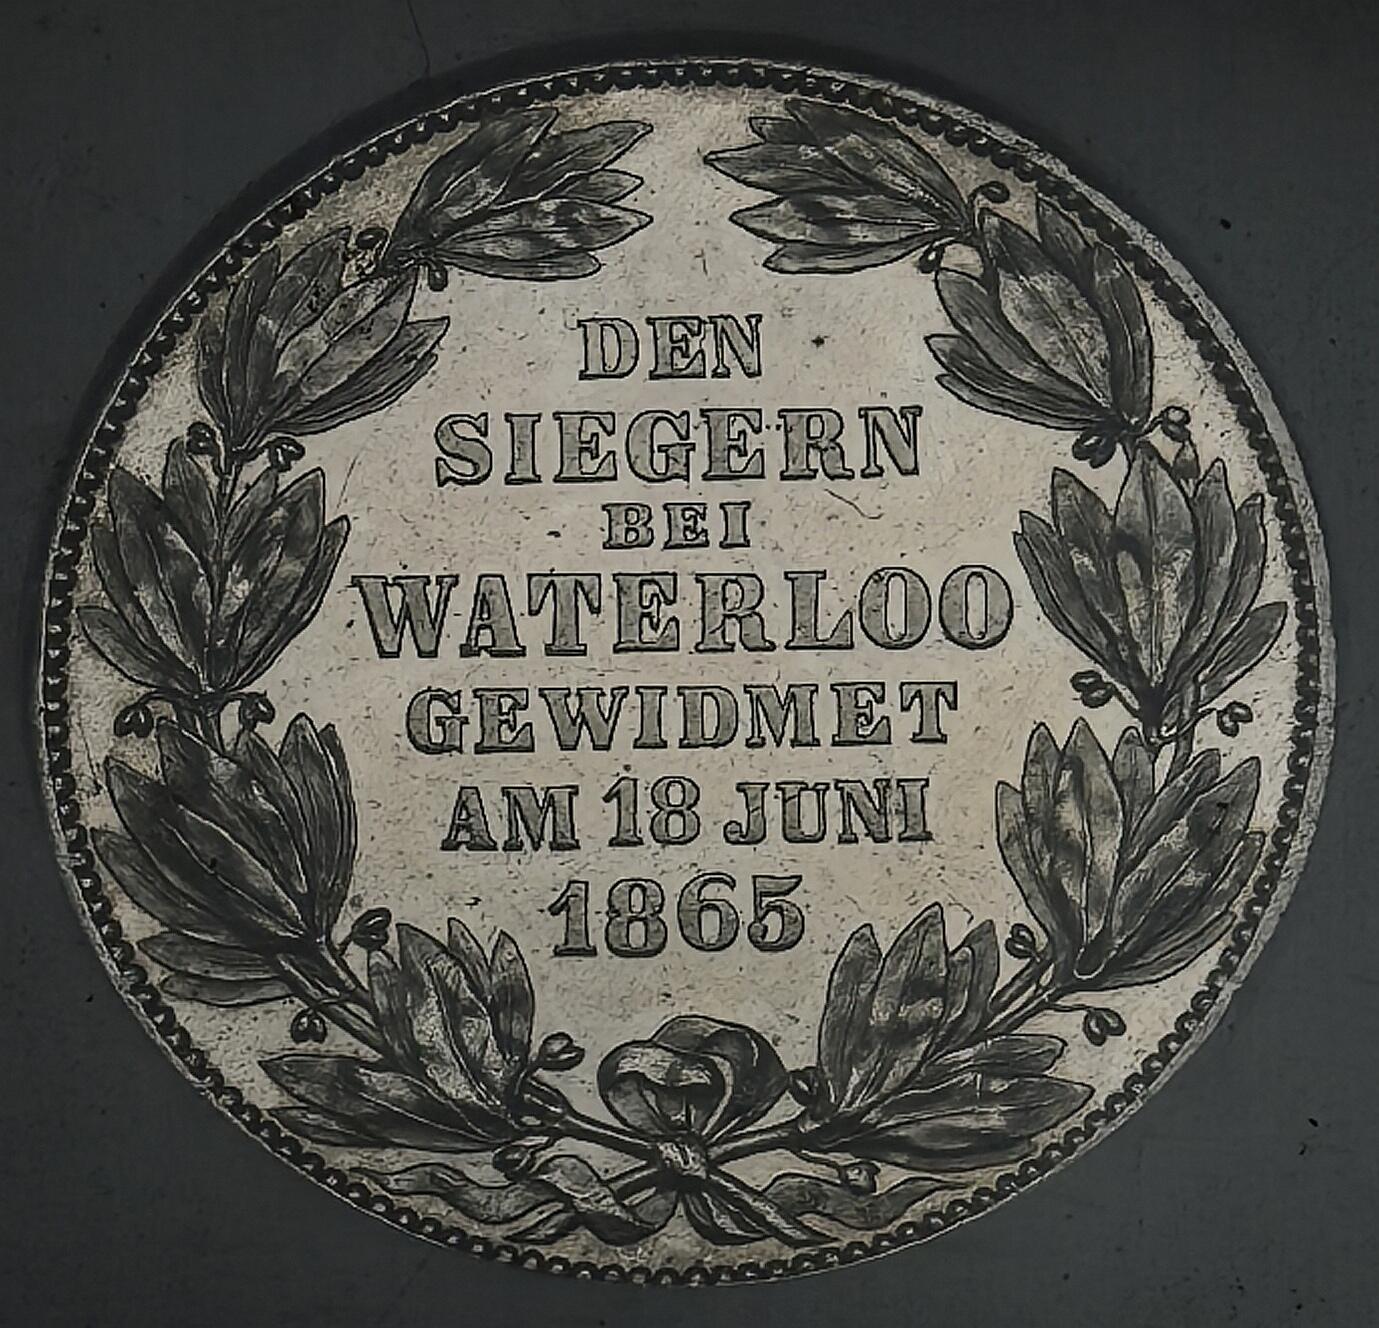 DEN
SIEGERN
BEI
WATERLOO
GEWIDMET
AM 18 JUNI
1865